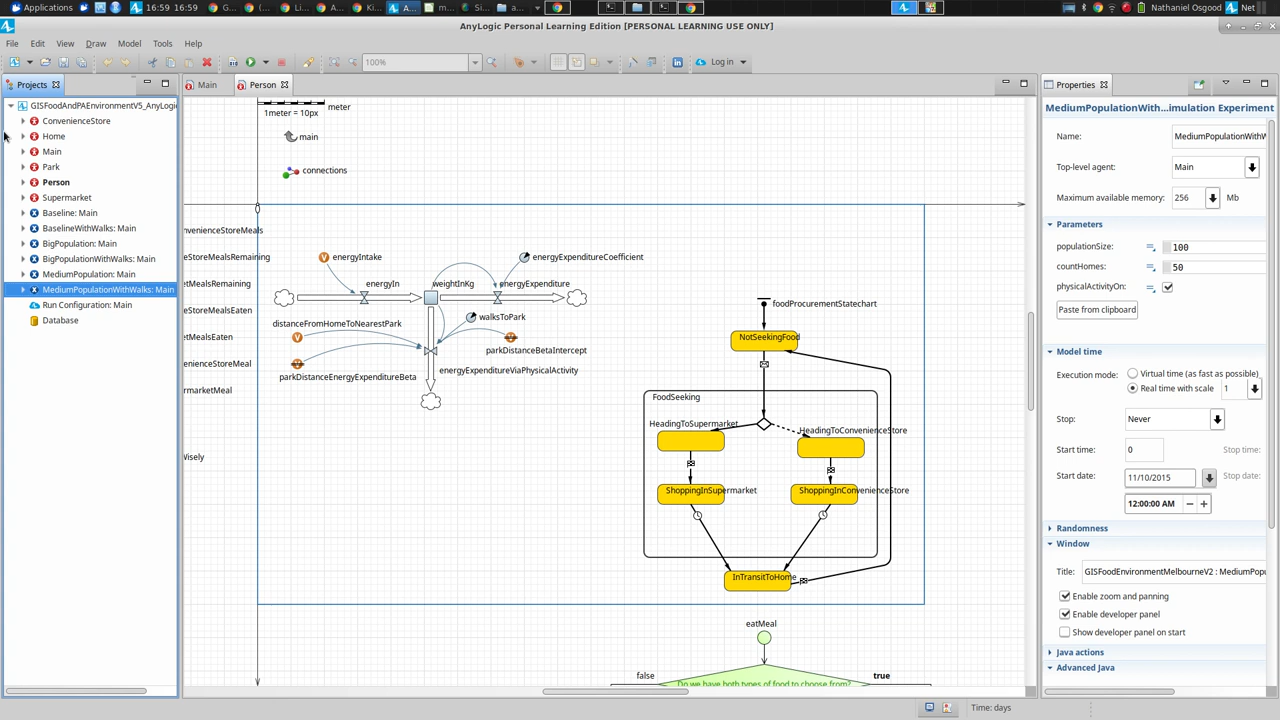 Applications
16:59 16:59
G...
G...
Li...
A...
Ki...
A...
m...
S...
a...
Nathaniel Osgood
Net
AnyLogic Personal Learning Edition [PERSONAL LEARNING USE ONLY]
File Edit View Draw Model Tools Help
100%
Log in
Projects
Main
Person
Properties
GISFoodAndPAEnvironmentV5_AnyLogic
ConvenienceStore
Home
Main
Park
Person
Supermarket
Baseline: Main
BaselineWithWalks: Main
BigPopulation: Main
BigPopulationWithWalks: Main
MediumPopulation: Main
MediumPopulationWithWalks: Main
Run Configuration: Main
Database
meter
1meter = 10px
main
connections
0
nvenienceStoreMeals
eStoreMealsRemaining
etMealsRemaining
eStoreMealsEaten
etMealsEaten
enienceStoreMeal
rmarketMeal
Wisely
energyIntake
energyExpenditureCoefficient
energyIn
weightInKg
energyExpenditure
walksToPark
distanceFromHomeToNearestPark
parkDistanceBetaIntercept
parkDistanceEnergyExpenditureBeta
energyExpenditureViaPhysicalActivity
foodProcurementStatechart
NotSeekingFood
FoodSeeking
HeadingToSupermarket
HeadingToConvenienceStore
ShoppingInSupermarket
ShoppingInConvenienceStore
InTransitToHome
eatMeal
false
true
Do we have both types of food to choose from?
MediumPopulationWith...imulation Experiment
Name: MediumPopulationWithW
Top-level agent: Main
Maximum available memory: 256 Mb
Parameters
populationSize: 100
countHomes: 50
physicalActivityOn:
Paste from clipboard
Model time
Execution mode: Virtual time (as fast as possible)
Real time with scale 1
Stop: Never
Start time: 0 Stop time:
Start date: 11/10/2015 Stop date:
12:00:00 AM
Randomness
Window
Title: GISFoodEnvironmentMelbourneV2 : MediumPopu
Enable zoom and panning
Enable developer panel
Show developer panel on start
Java actions
Advanced Java
Time: days